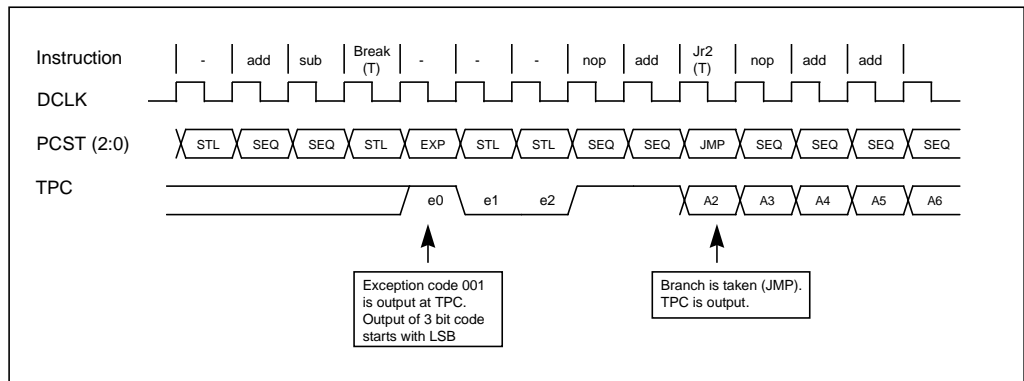 Instruction - add sub Break (T) - - - nop add Jr2 (T) nop add add
DCLK
PCST (2:0) STL SEQ SEQ STL EXP STL STL SEQ SEQ JMP SEQ SEQ SEQ SEQ
TPC e0 e1 e2 A2 A3 A4 A5 A6
Exception code 001
is output at TPC.
Output of 3 bit code
starts with LSB
Branch is taken (JMP).
TPC is output.